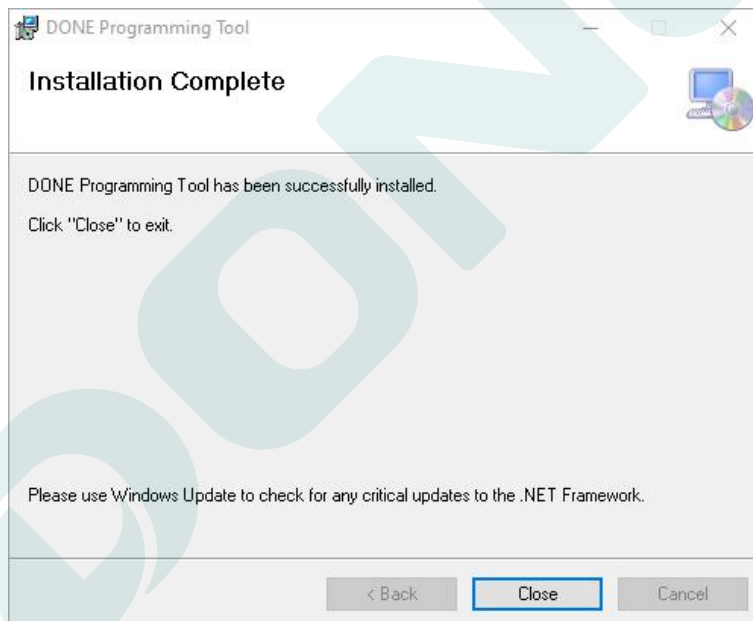 DONE Programming Tool
Installation Complete
DONE Programming Tool has been successfully installed.
Click "Close" to exit.
Please use Windows Update to check for any critical updates to the .NET Framework.
< Back Close Cancel
DONE